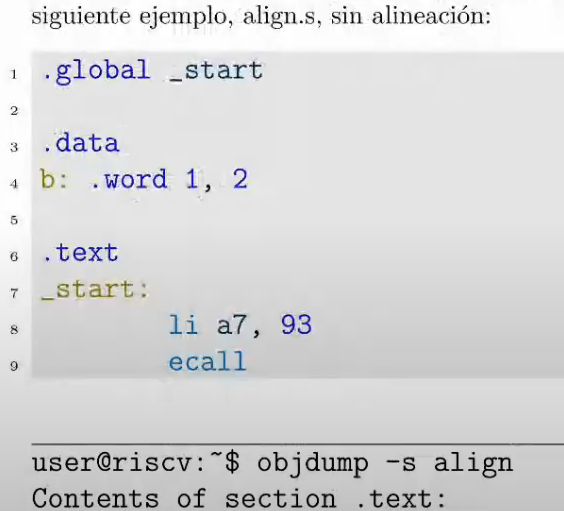 siguiente ejemplo, align.s, sin alineación:
1 .global _start
2
3 .data
4 b: .word 1, 2
5
6 .text
7 _start:
8 li a7, 93
9 ecall
user@riscv:~$ objdump -s align
Contents of section .text: